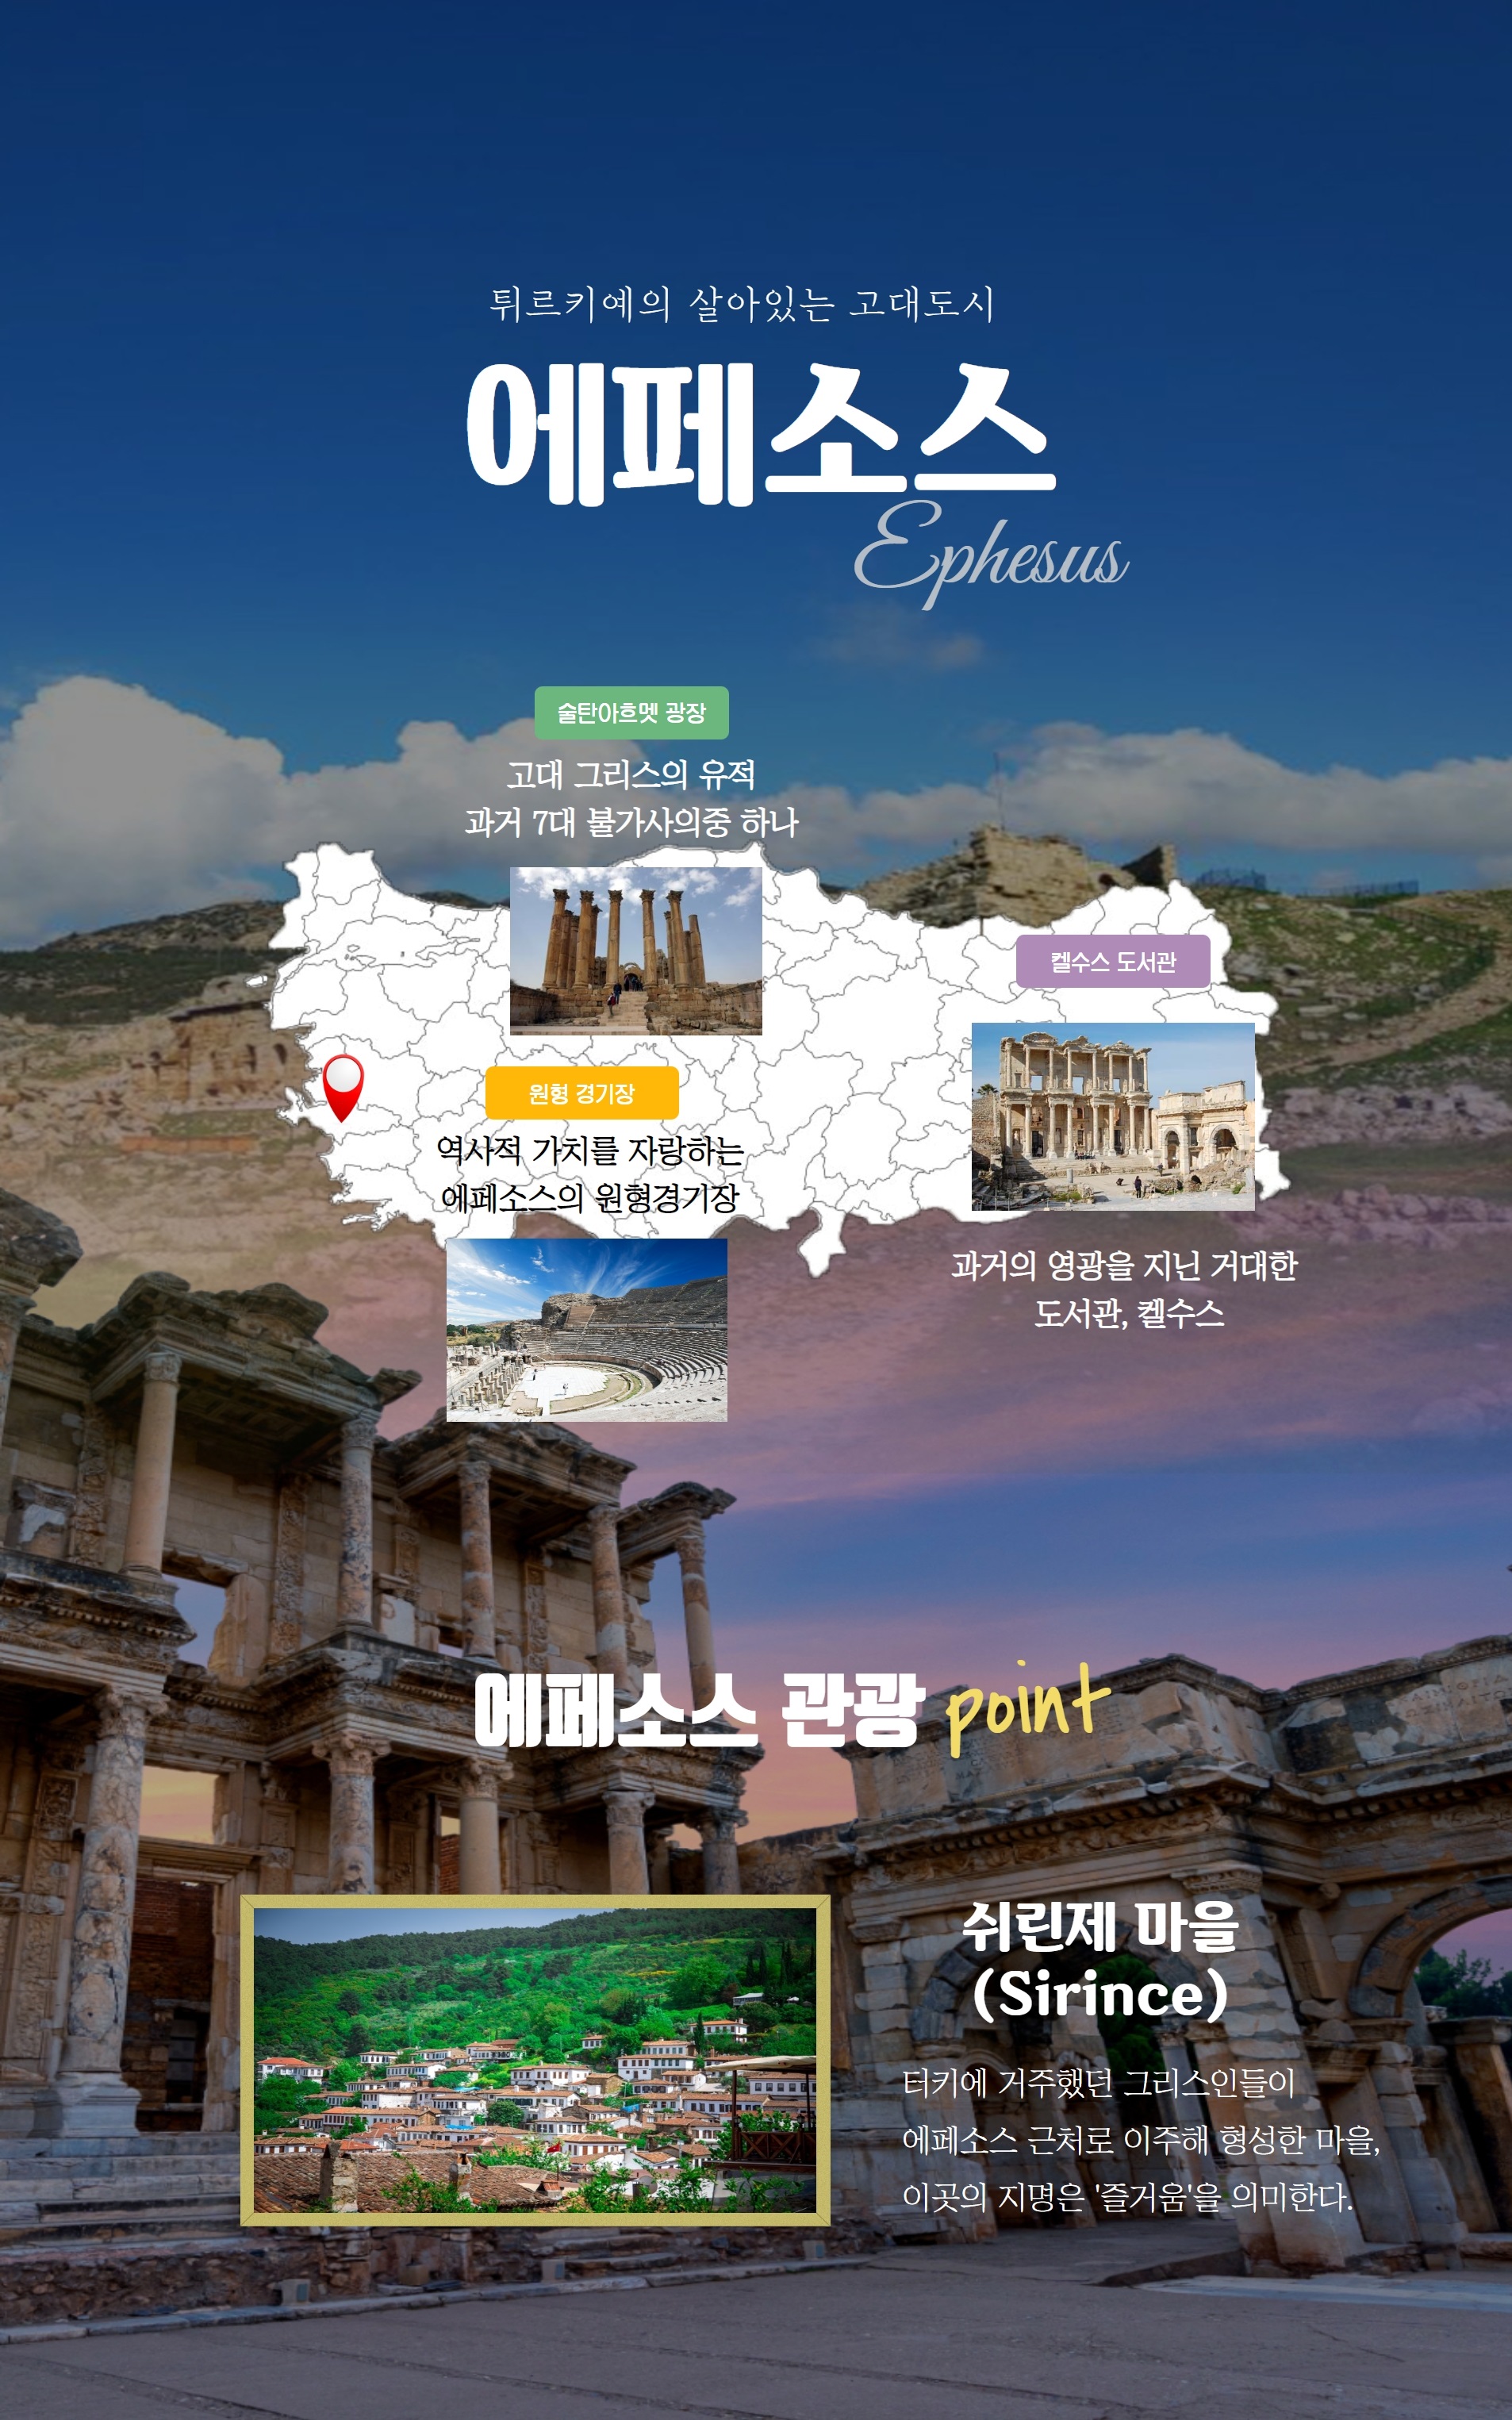 튀르키예의 살아있는 고대도시
에페소스
Ephesus
술탄아흐멧 광장
고대 그리스의 유적
과거 7대 불가사의중 하나
켈수스 도서관
원형 경기장
역사적 가치를 자랑하는
에페소스의 원형경기장
과거의 영광을 지닌 거대한
도서관, 켈수스
에페소스 관광 point
쉬린제 마을
(Sirince)
터키에 거주했던 그리스인들이
에페소스 근처로 이주해 형성한 마을,
이곳의 지명은 '즐거움'을 의미한다.